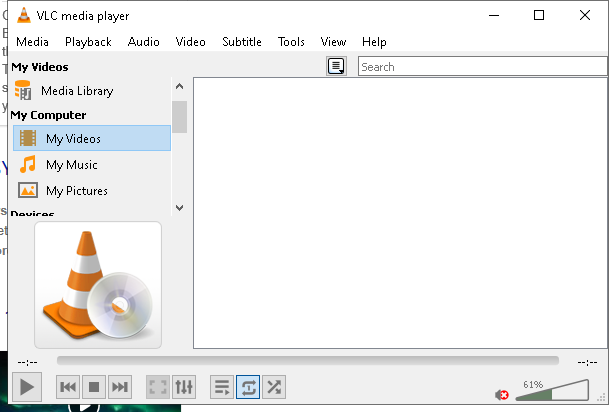 VLC media player
Media Playback Audio Video Subtitle Tools View Help
My Videos
Search
Media Library
My Computer
My Videos
My Music
My Pictures
Devices
--:--
--:--
61%